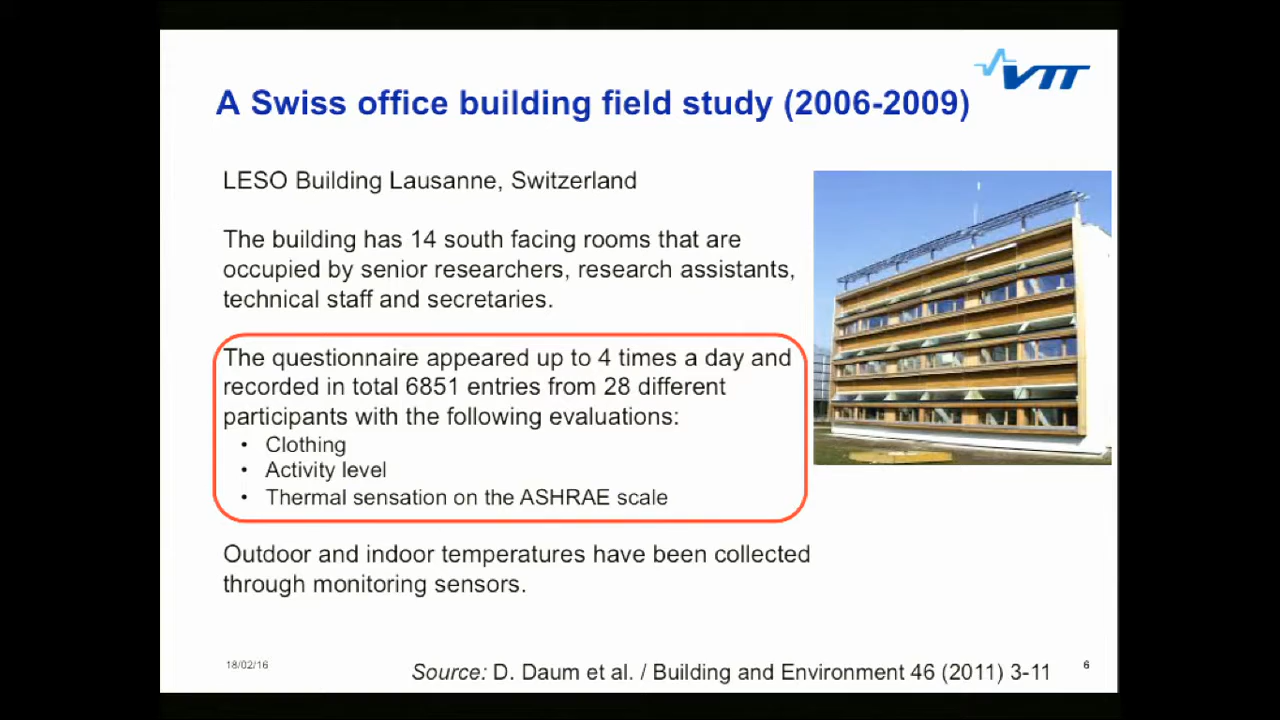 VTT
A Swiss office building field study (2006-2009)
LESO Building Lausanne, Switzerland
The building has 14 south facing rooms that are
occupied by senior researchers, research assistants,
technical staff and secretaries.
The questionnaire appeared up to 4 times a day and
recorded in total 6851 entries from 28 different
participants with the following evaluations:
• Clothing
• Activity level
• Thermal sensation on the ASHRAE scale
Outdoor and indoor temperatures have been collected
through monitoring sensors.
18/02/16
Source: D. Daum et al. / Building and Environment 46 (2011) 3-11
6